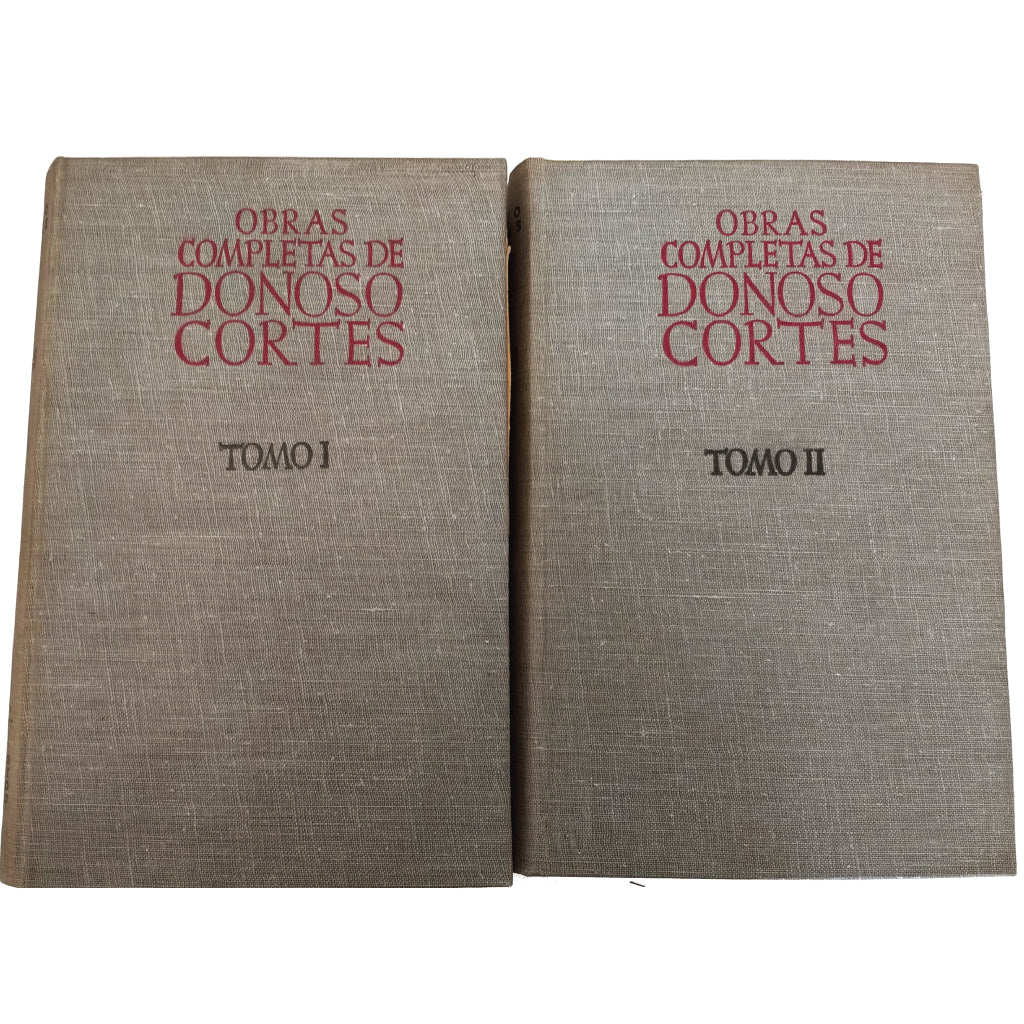 OBRAS
COMPLETAS DE
DONOSO
CORTES
TOMO I
OBRAS
COMPLETAS DE
DONOSO
CORTES
TOMO II